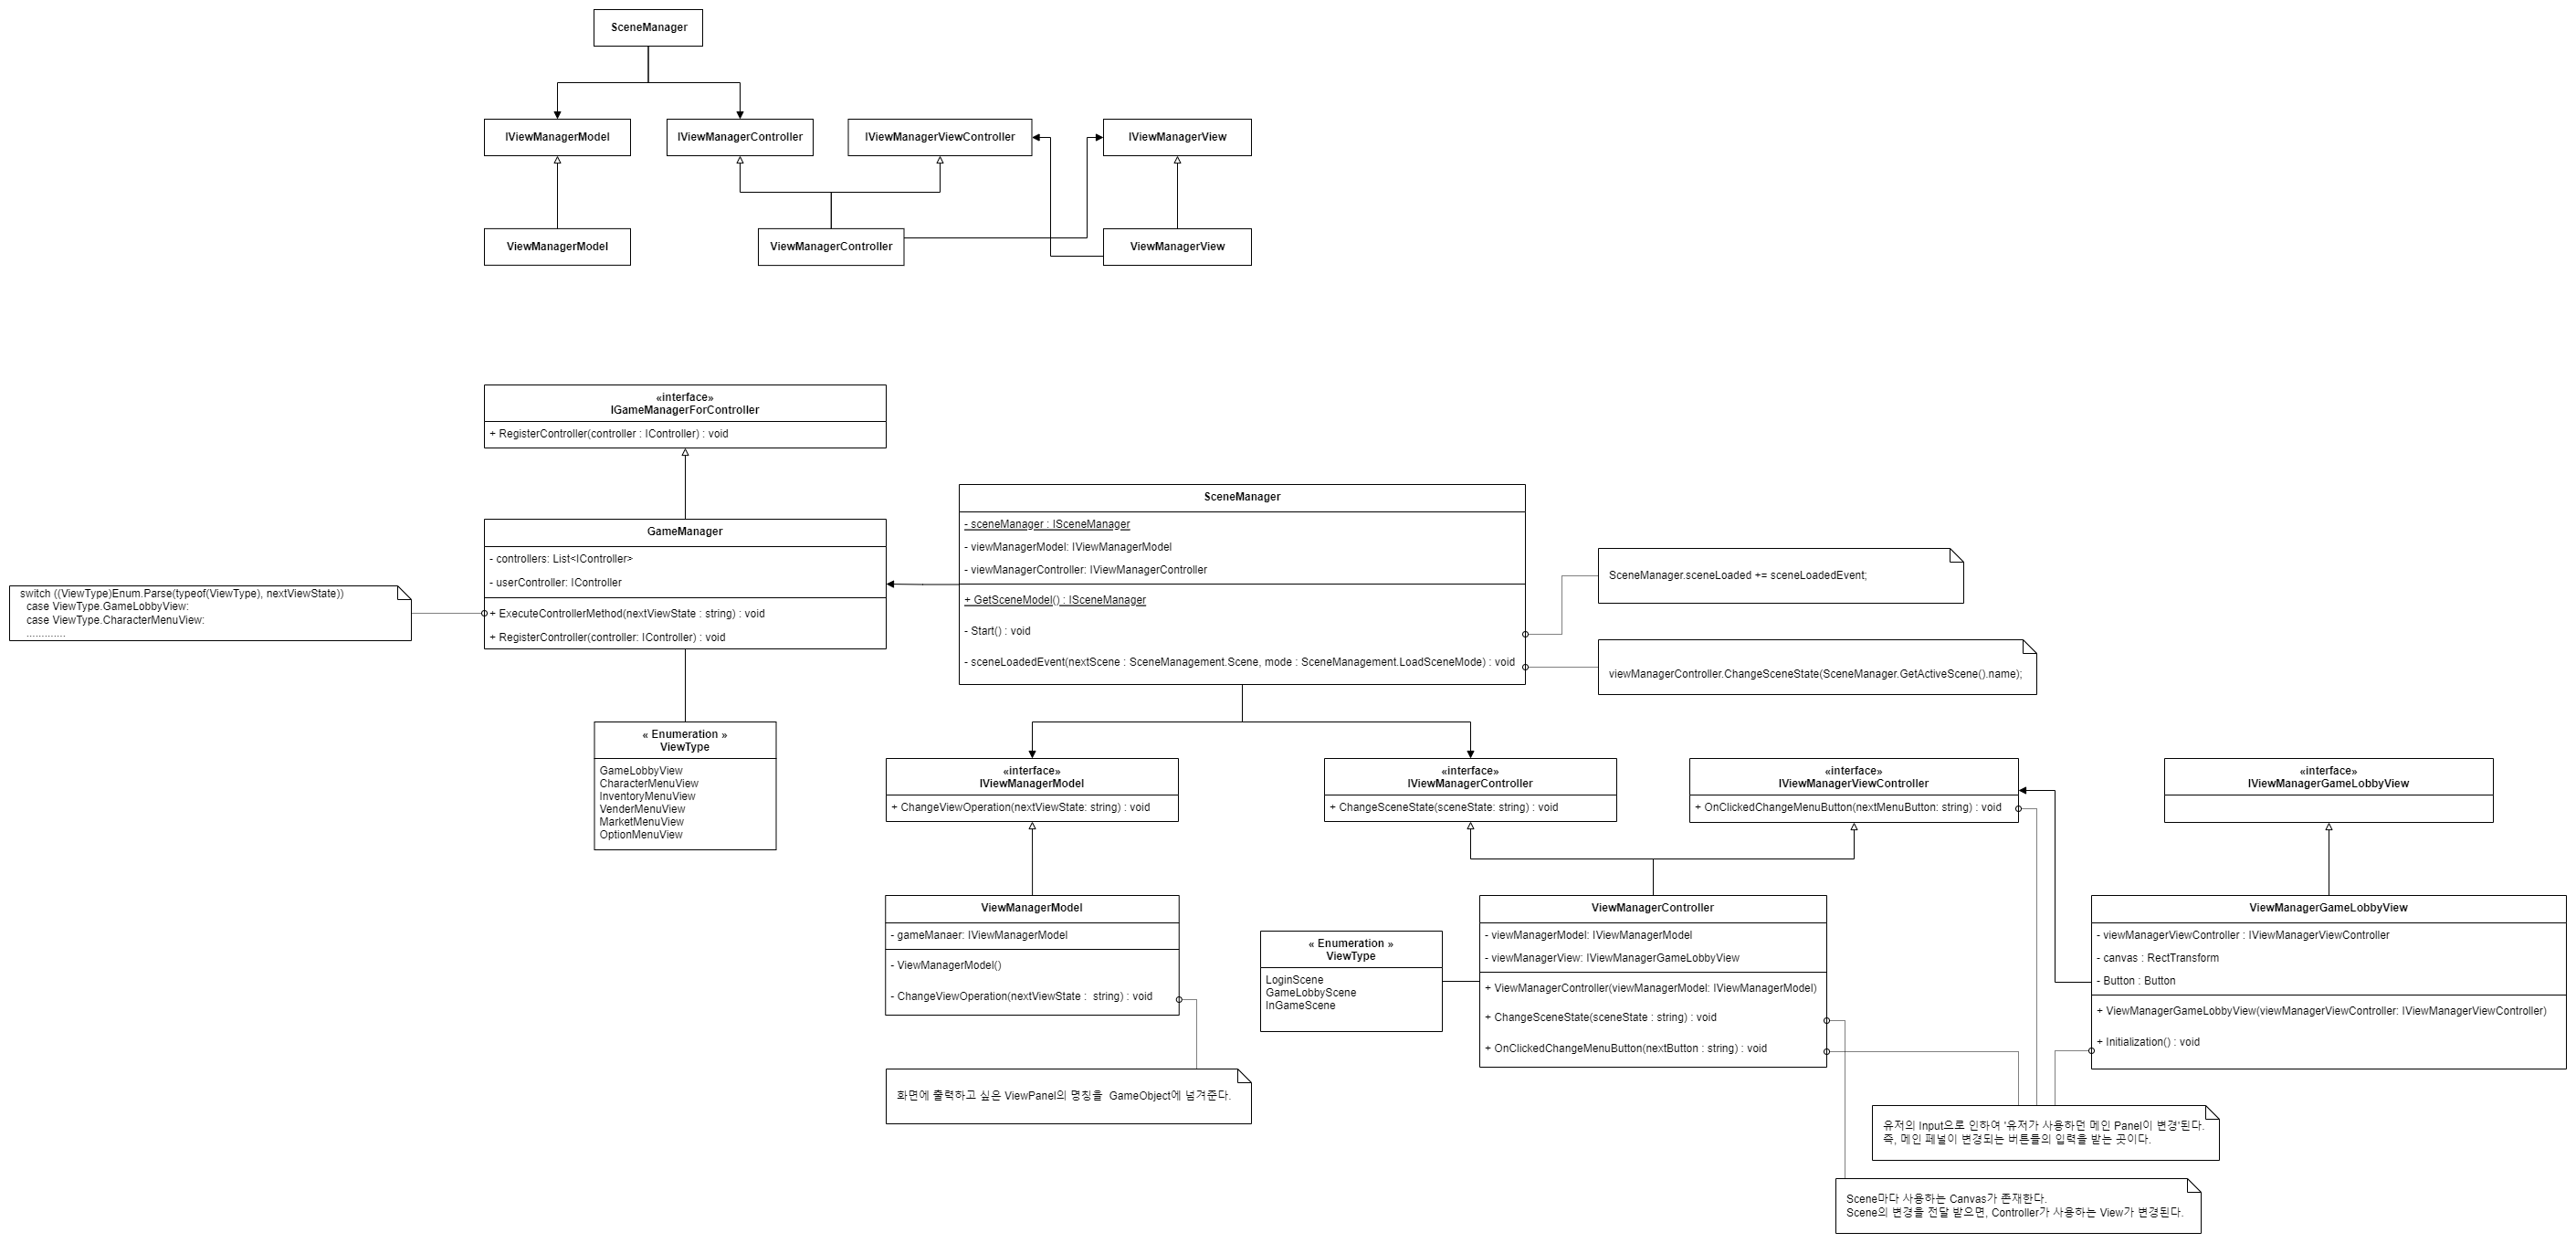 SceneManager
IViewManagerModel
IViewManagerController
IViewManagerViewController
IViewManagerView
ViewManagerModel
ViewManagerController
ViewManagerView
«interface»
IGameManagerForController
+ RegisterController(controller : IController) : void
GameManager
- controllers: List<IController>
- userController: IController
+ ExecuteControllerMethod(nextViewState : string) : void
+ RegisterController(controller: IController) : void
switch ((ViewType)Enum.Parse(typeof(ViewType), nextViewState))
case ViewType.GameLobbyView:
case ViewType.CharacterMenuView:
.............
« Enumeration »
ViewType
GameLobbyView
CharacterMenuView
InventoryMenuView
VenderMenuView
MarketMenuView
OptionMenuView
SceneManager
- sceneManager : ISceneManager
- viewManagerModel: IViewManagerModel
- viewManagerController: IViewManagerController
+ GetSceneModel() : ISceneManager
- Start() : void
- sceneLoadedEvent(nextScene : SceneManagement.Scene, mode : SceneManagement.LoadSceneMode) : void
SceneManager.sceneLoaded += sceneLoadedEvent;
viewManagerController.ChangeSceneState(SceneManager.GetActiveScene().name);
«interface»
IViewManagerModel
+ ChangeViewOperation(nextViewState: string) : void
«interface»
IViewManagerController
+ ChangeSceneState(sceneState: string) : void
«interface»
IViewManagerViewController
+ OnClickedChangeMenuButton(nextMenuButton: string) : void
«interface»
IViewManagerGameLobbyView
ViewManagerModel
- gameManaer: IViewManagerModel
- ViewManagerModel()
- ChangeViewOperation(nextViewState :  string) : void
화면에 출력하고 싶은 ViewPanel의 명칭을  GameObject에 넘겨준다.
« Enumeration »
ViewType
LoginScene
GameLobbyScene
InGameScene
ViewManagerController
- viewManagerModel: IViewManagerModel
- viewManagerView: IViewManagerGameLobbyView
+ ViewManagerController(viewManagerModel: IViewManagerModel)
+ ChangeSceneState(sceneState : string) : void
+ OnClickedChangeMenuButton(nextButton : string) : void
ViewManagerGameLobbyView
- viewManagerViewController : IViewManagerViewController
- canvas : RectTransform
- Button : Button
+ ViewManagerGameLobbyView(viewManagerViewController: IViewManagerViewController)
+ Initialization() : void
유저의 Input으로 인하여 '유저가 사용하던 메인 Panel이 변경'된다.
즉, 메인 페널이 변경되는 버튼들의 입력을 받는 곳이다.
Scene마다 사용하는 Canvas가 존재한다.
Scene의 변경을 전달 받으면, Controller가 사용하는 View가 변경된다.